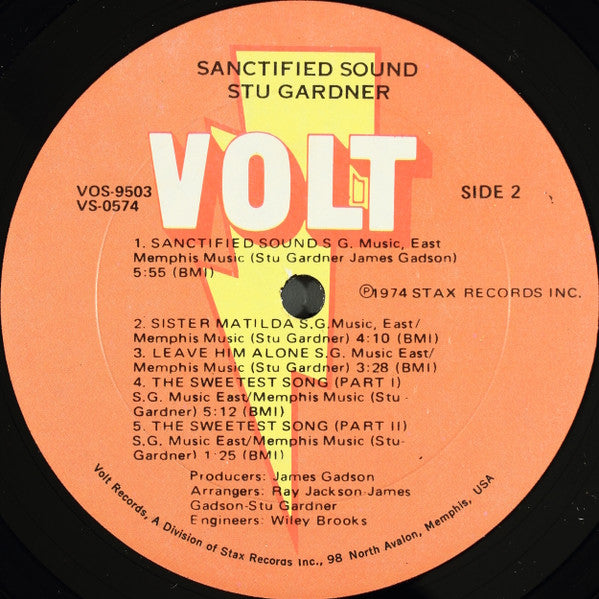 SANCTIFIED SOUND
STU GARDNER
VOLT
VOS-9503
VS-0574
SIDE 2
1. SANCTIFIED SOUND S G. Music, East
Memphis Music (Stu Gardner James Gadson)
5:55 (BMI)
Ⓟ1974 STAX RECORDS INC.
2. SISTER MATILDA S.G.Music, East/
Memphis Music (Stu Gardner) 4:10 (BMI)
3. LEAVE HIM ALONE S.G. Music East/
Memphis Music (Stu Gardner) 3:28 (BMI)
4. THE SWEETEST SONG (PART I)
S.G. Music East/Memphis Music (Stu-
Gardner) 5:12 (BMI)
5. THE SWEETEST SONG (PART II)
S.G. Music East/Memphis Music (Stu-
Gardner) 1:25 (BMI)
Producers: James Gadson
Arrangers: Ray Jackson-James
Gadson-Stu Gardner
Engineers: Wiley Brooks
Volt Records, A Division of Stax Records Inc., 98 North Avalon, Memphis, USA